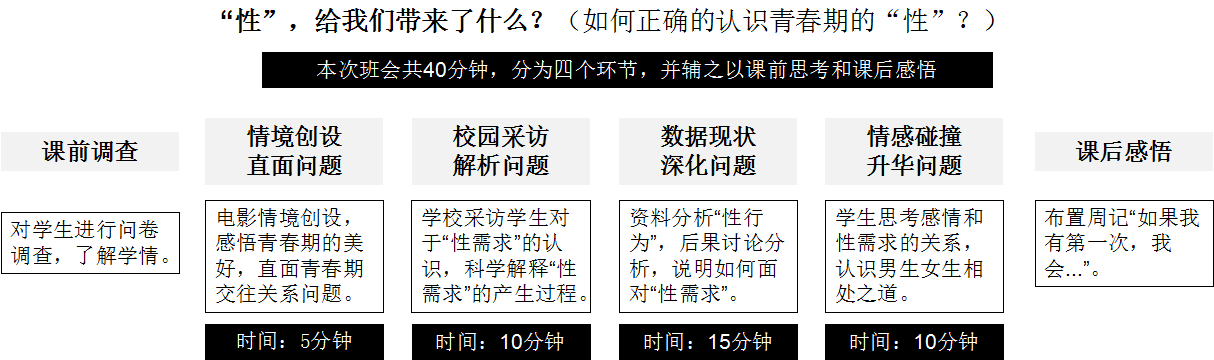 “性”，给我们带来了什么？（如何正确的认识青春期的“性”？）
本次班会共40分钟，分为四个环节，并辅之以课前思考和课后感悟
课前调查
对学生进行问卷
调查，了解学情。
情境创设
直面问题
电影情境创设，
感悟青春期的美
好，直面青春期
交往关系问题。
时间：5分钟
校园采访
解析问题
学校采访学生对
于“性需求”的认
识，科学解释“性
需求”的产生过程。
时间：10分钟
数据现状
深化问题
资料分析“性行
为”，后果讨论分
析，说明如何面
对“性需求”。
时间：15分钟
情感碰撞
升华问题
学生思考感情和
性需求的关系，
认识男生女生相
处之道。
时间：10分钟
课后感悟
布置周记“如果我
有第一次，我
会...”。